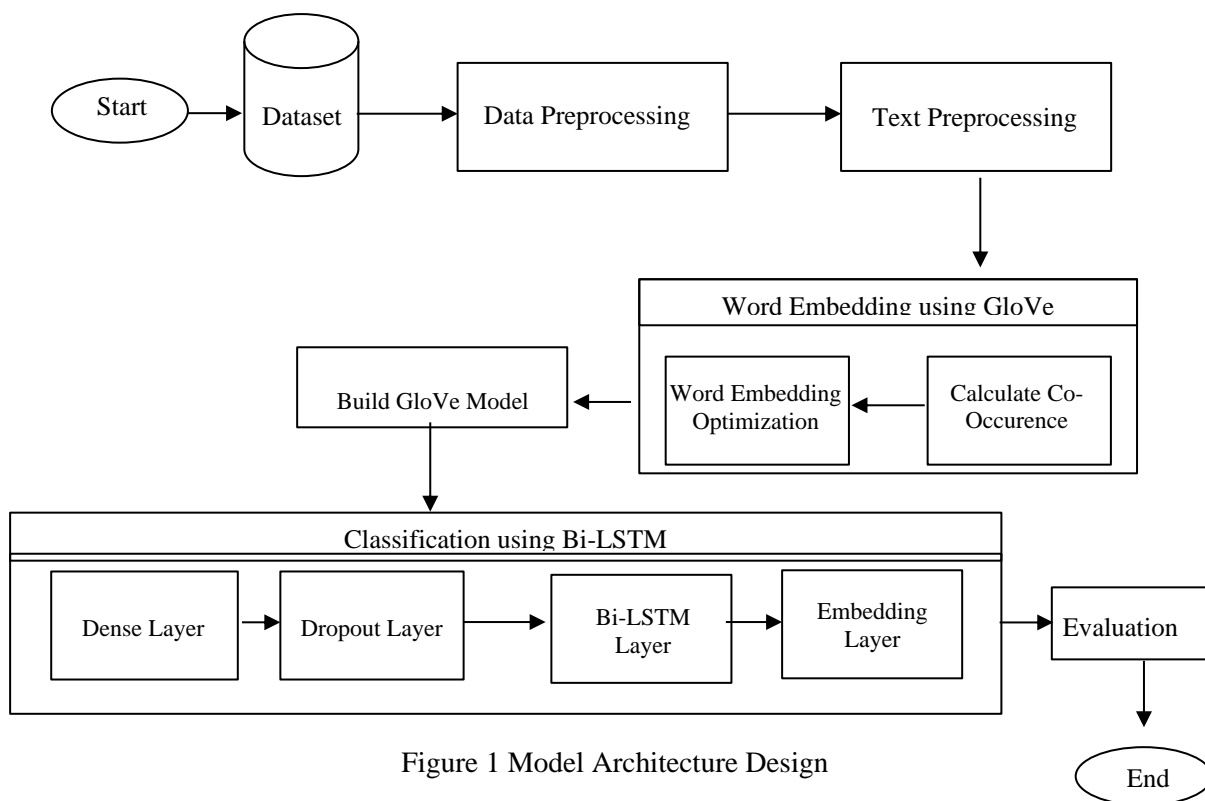 Start
Dataset
Data Preprocessing
Text Preprocessing
Word Embedding using GloVe
Calculate Co-
Occurence
Word Embedding
Optimization
Build GloVe Model
Classification using Bi-LSTM
Dense Layer
Dropout Layer
Bi-LSTM
Layer
Embedding
Layer
Evaluation
End
Figure 1 Model Architecture Design